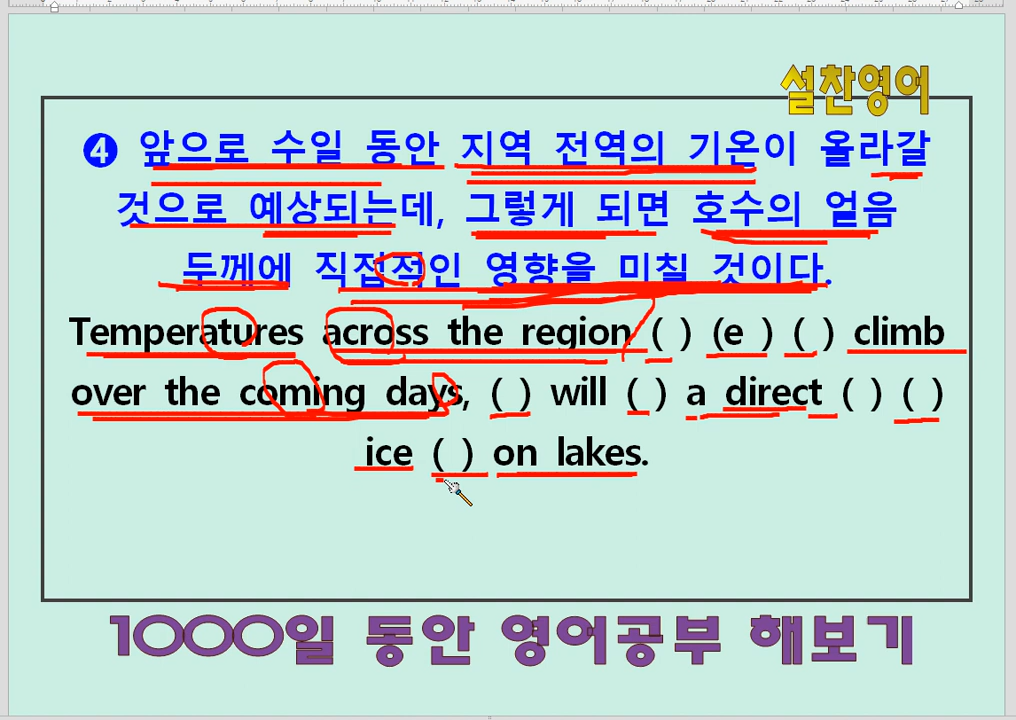 설찬영어
❹ 앞으로 수일 동안 지역 전역의 기온이 올라갈
것으로 예상되는데, 그렇게 되면 호수의 얼음
두께에 직접적인 영향을 미칠 것이다.
Temperatures across the region ( ) (e ) ( ) climb
over the coming days, ( ) will ( ) a direct ( ) ( )
ice ( ) on lakes.
1000일 동안 영어공부 해보기